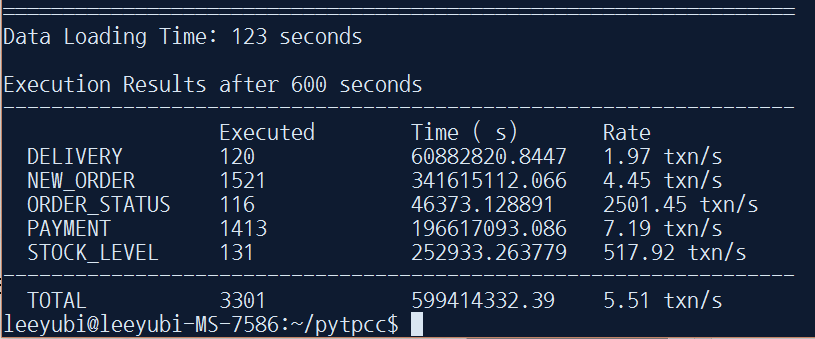 ==================================================================
Data Loading Time: 123 seconds
Execution Results after 600 seconds
------------------------------------------------------------------
Executed Time ( s) Rate
DELIVERY 120 60882820.8447 1.97 txn/s
NEW_ORDER 1521 341615112.066 4.45 txn/s
ORDER_STATUS 116 46373.128891 2501.45 txn/s
PAYMENT 1413 196617093.086 7.19 txn/s
STOCK_LEVEL 131 252933.263779 517.92 txn/s
------------------------------------------------------------------
TOTAL 3301 599414332.39 5.51 txn/s
leeyubi@leeyubi-MS-7586:~/pytpcc$